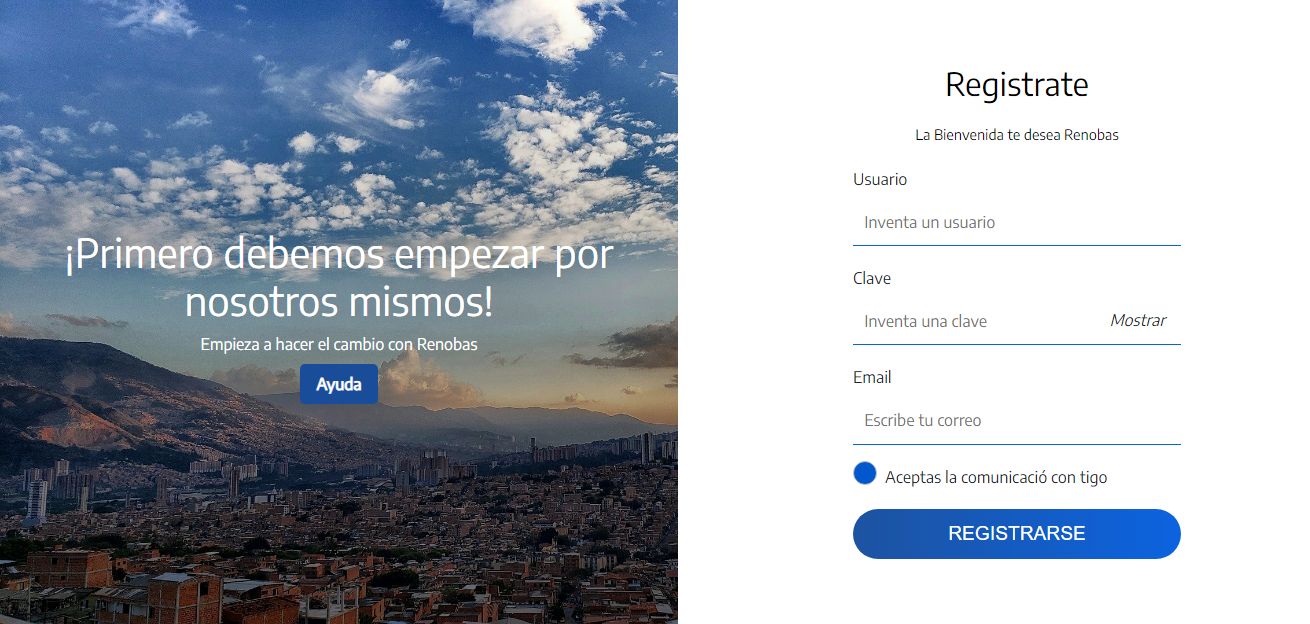 ¡Primero debemos empezar por
nosotros mismos!
Empieza a hacer el cambio con Renobas
Ayuda
Registrate
La Bienvenida te desea Renobas
Usuario
Inventa un usuario
Clave
Inventa una clave
Mostrar
Email
Escribe tu correo
Aceptas la comunicació con tigo
REGISTRARSE